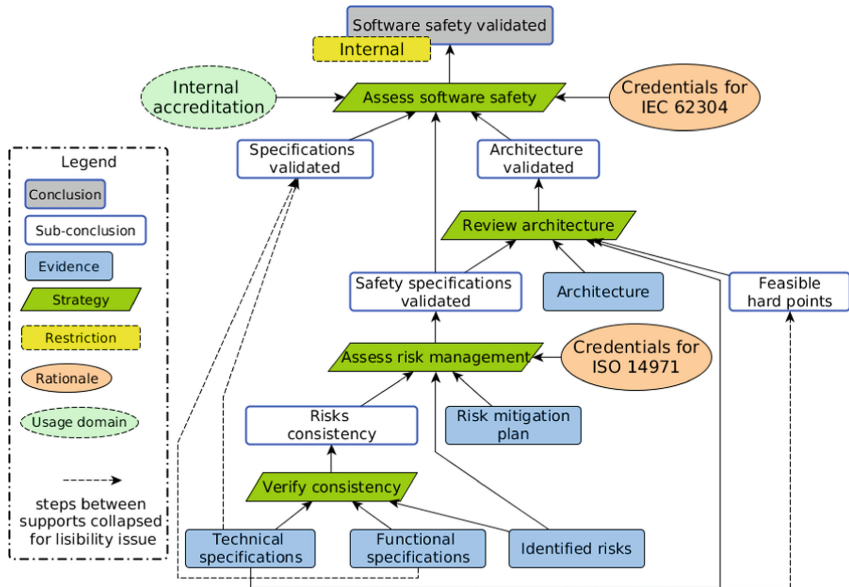 Software safety validated
Internal
Internal
accreditation
Assess software safety
Credentials for
IEC 62304
Specifications
validated
Architecture
validated
Legend
Conclusion
Sub-conclusion
Evidence
Strategy
Restriction
Rationale
Usage domain
steps between
supports collapsed
for lisibility issue
Review architecture
Safety specifications
validated
Architecture
Feasible
hard points
Assess risk management
Credentials for
ISO 14971
Risks
consistency
Risk mitigation
plan
Verify consistency
Technical
specifications
Functional
specifications
Identified risks